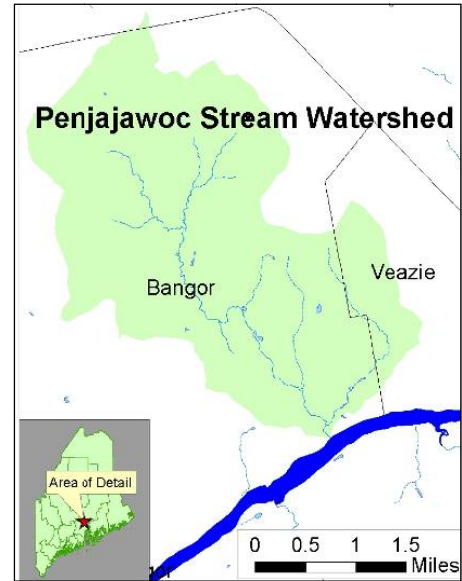 Penjajawoc Stream Watershed
Veazie
Bangor
Area of Detail
0 0.5 1 1.5
Miles